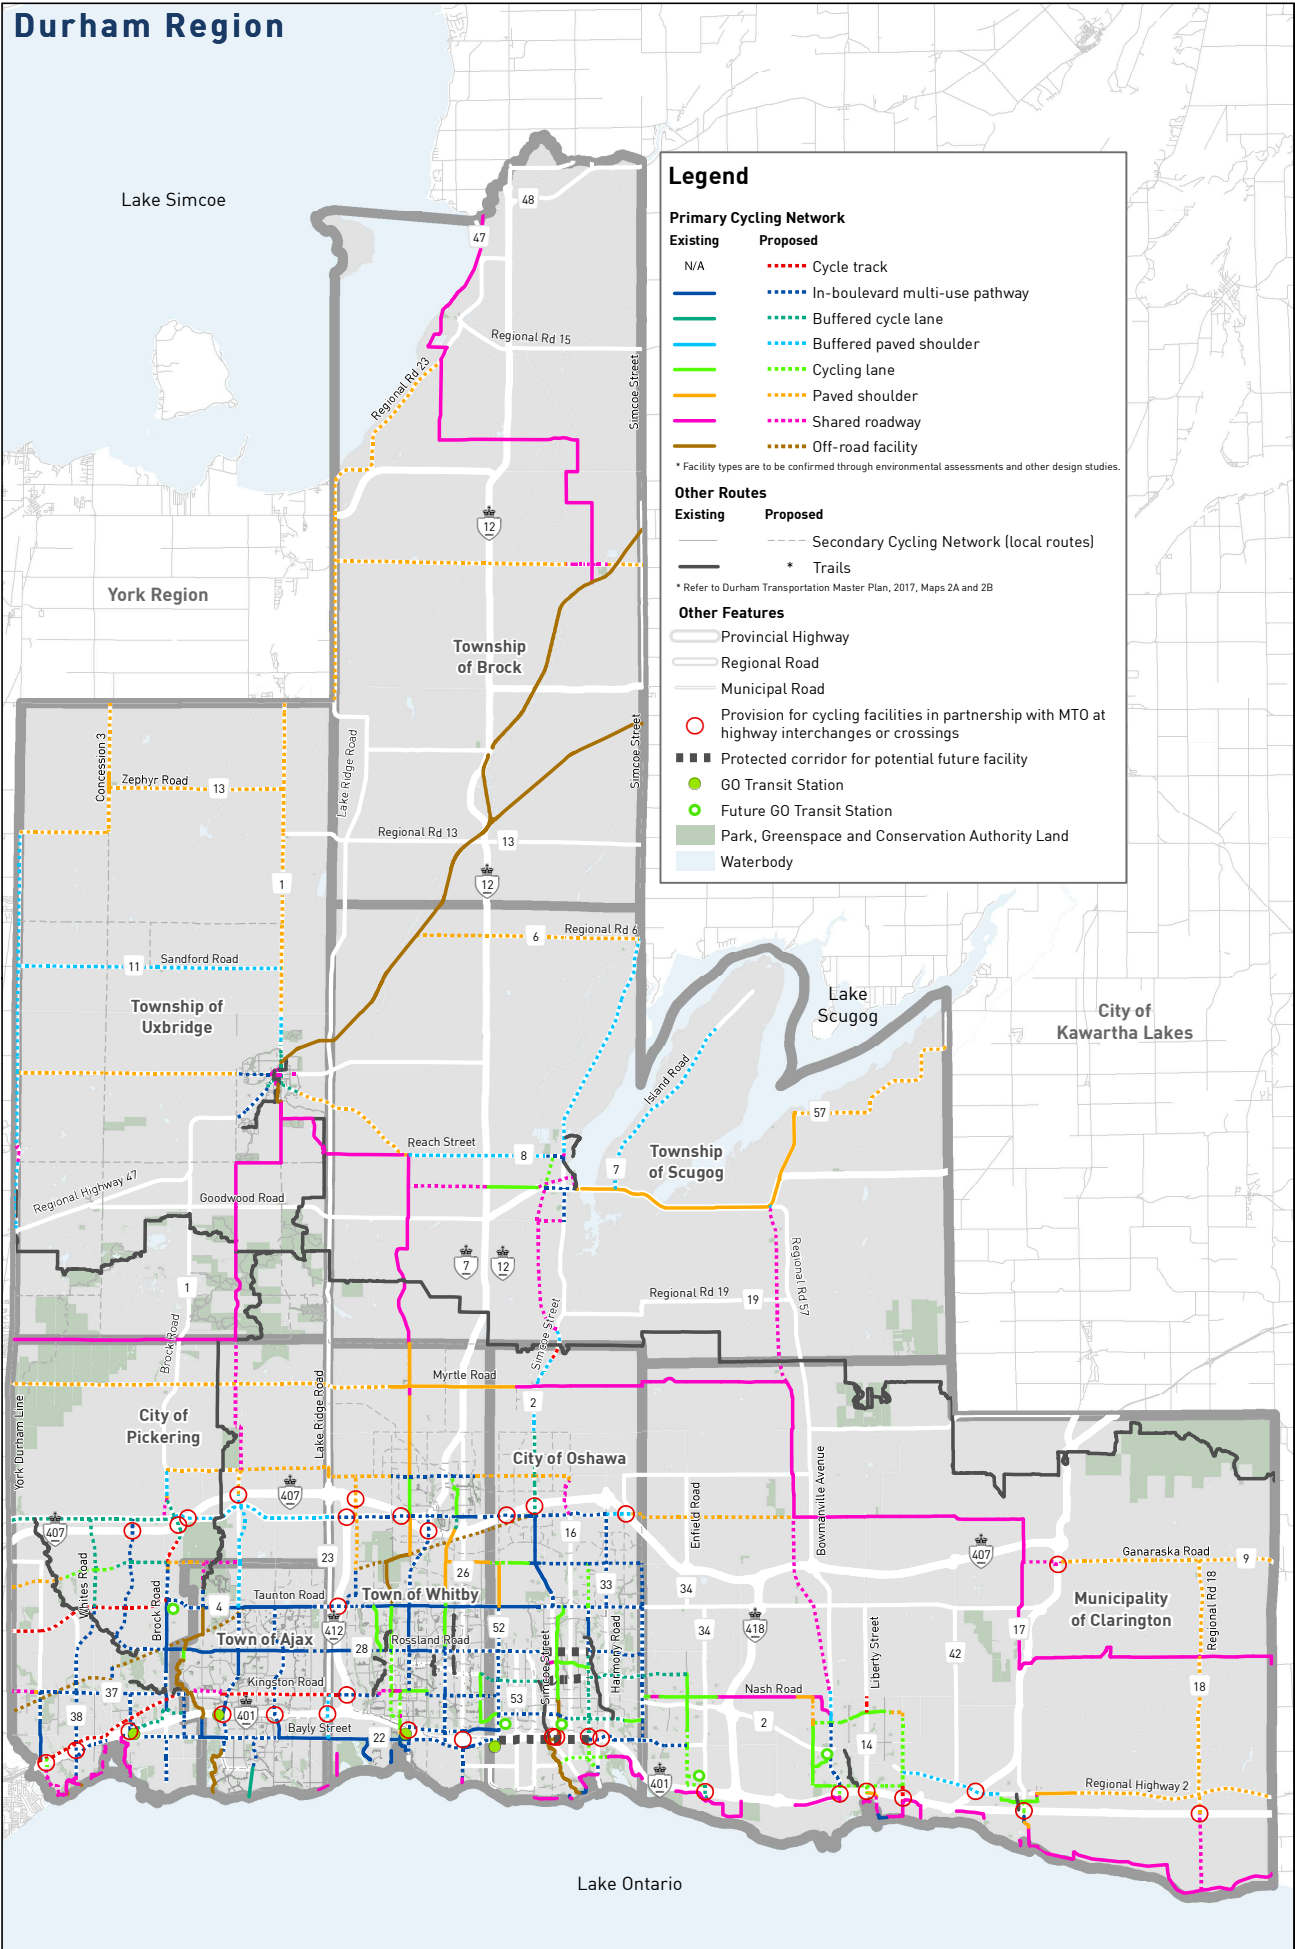 Durham Region
Lake Simcoe
48
47
Regional Rd 15
Regional Rd 23
Simcoe Street
12
York Region
Township
of Brock
Legend
Primary Cycling Network
Existing Proposed
N/A Cycle track
In-boulevard multi-use pathway
Buffered cycle lane
Buffered paved shoulder
Cycling lane
Paved shoulder
Shared roadway
Off-road facility
* Facility types are to be confirmed through environmental assessments and other design studies.
Other Routes
Existing Proposed
Secondary Cycling Network (local routes)
* Trails
* Refer to Durham Transportation Master Plan, 2017, Maps 2A and 2B
Other Features
Provincial Highway
Regional Road
Municipal Road
Provision for cycling facilities in partnership with MTO at
highway interchanges or crossings
Protected corridor for potential future facility
GO Transit Station
Future GO Transit Station
Park, Greenspace and Conservation Authority Land
Waterbody
Concession 3
Zephyr Road
13
Lake Ridge Road
Simcoe Street
Regional Rd 13
13
1
12
6
Regional Rd 6
11
Sandford Road
Township of
Uxbridge
Lake
Scugog
City of
Kawartha Lakes
Island Road
57
Reach Street
8
7
Township
of Scugog
Regional Highway 47
Goodwood Road
7
12
1
Regional Rd 57
Regional Rd 19
19
Brock Road
Simcoe Street
Myrtle Road
2
York Durham Line
City of
Pickering
Lake Ridge Road
City of Oshawa
Bowmanville Avenue
Enfield Road
407
407
16
407
Ganaraska Road
9
Whites Road
Brock Road
23
26
33
34
Regional Rd 18
Taunton Road
Town of Whitby
4
412
Town of Ajax
28
Rossland Road
52
Simcoe Street
Harmony Road
34
418
Liberty Street
42
17
Municipality
of Clarington
37
Kingston Road
53
Nash Road
18
38
401
Bayly Street
22
2
14
401
Regional Highway 2
Lake Ontario